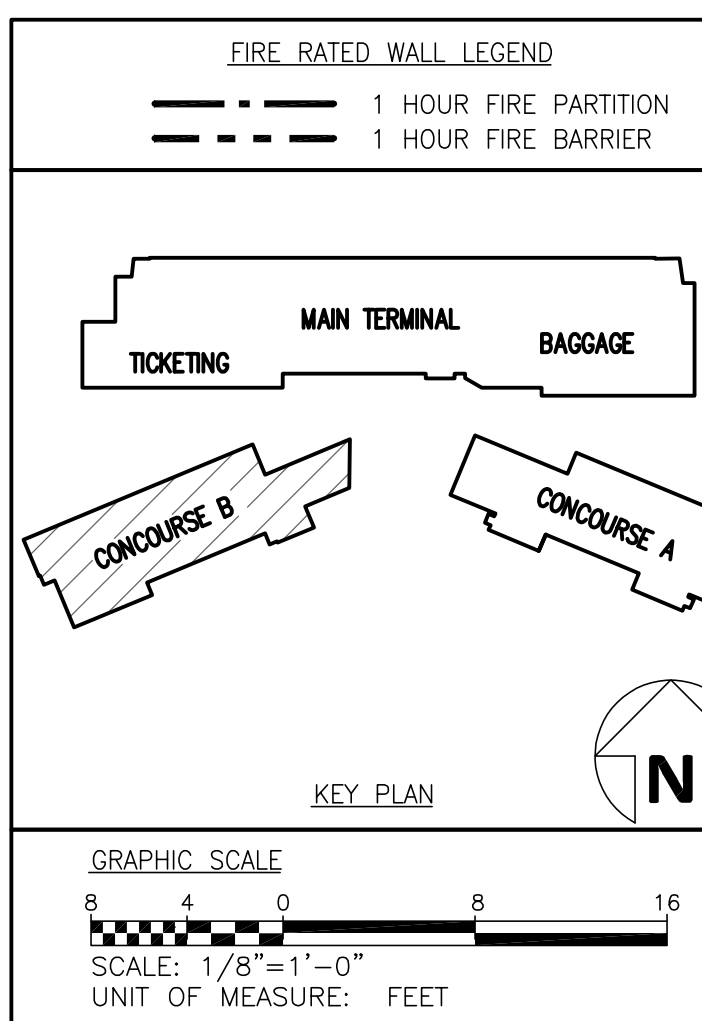 FIRE RATED WALL LEGEND
1 HOUR FIRE PARTITION
1 HOUR FIRE BARRIER
MAIN TERMINAL
BAGGAGE
TICKETING
CONCOURSE B
CONCOURSE A
N
KEY PLAN
GRAPHIC SCALE
8 4 0 8 16
SCALE: 1/8"=1'-0"
UNIT OF MEASURE: FEET